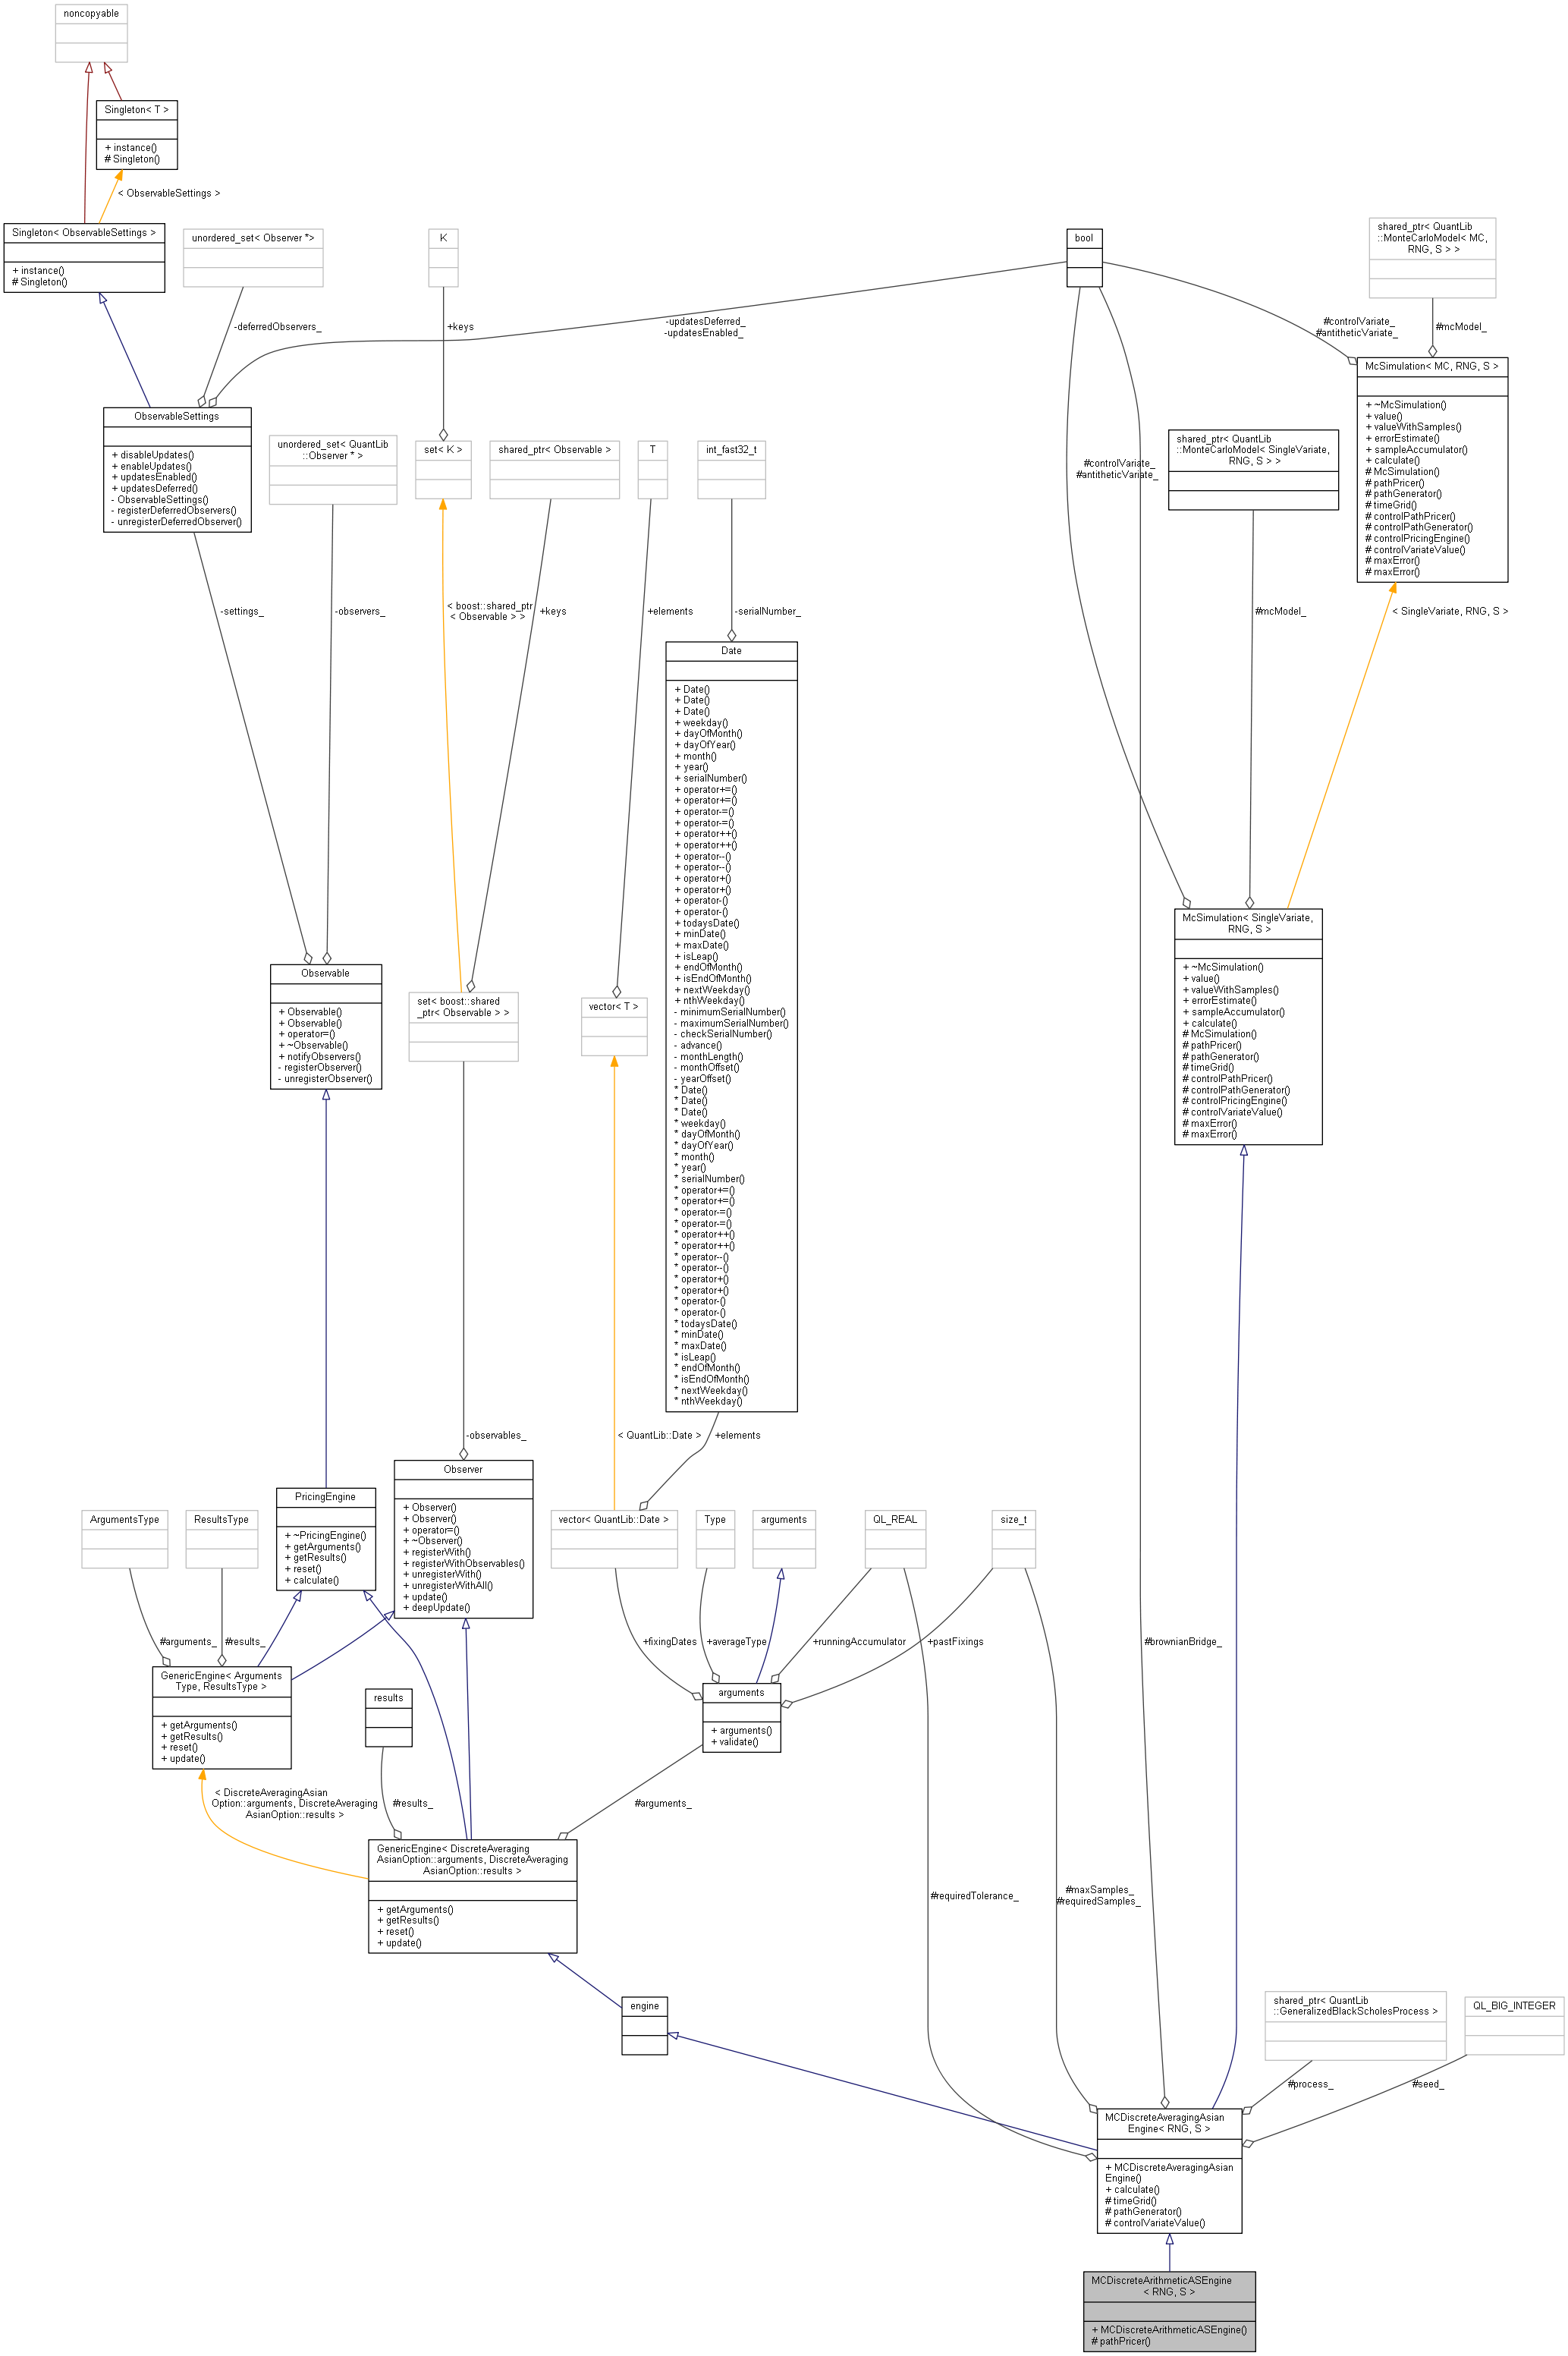 noncopyable
Singleton< T >
+ instance()
# Singleton()
< ObservableSettings >
Singleton< ObservableSettings >
+ instance()
# Singleton()
unordered_set< Observer *>
K
bool
shared_ptr< QuantLib
::MonteCarloModel< MC,
RNG, S > >
-deferredObservers_
+keys
-updatesDeferred_
-updatesEnabled_
#controlVariate_
#antitheticVariate_
#mcModel_
ObservableSettings
+ disableUpdates()
+ enableUpdates()
+ updatesEnabled()
+ updatesDeferred()
- ObservableSettings()
- registerDeferredObservers()
- unregisterDeferredObserver()
unordered_set< QuantLib
::Observer * >
set< K >
shared_ptr< Observable >
T
int_fast32_t
#controlVariate_
#antitheticVariate_
shared_ptr< QuantLib
::MonteCarloModel< SingleVariate,
RNG, S > >
McSimulation< MC, RNG, S >
+ ~McSimulation()
+ value()
+ valueWithSamples()
+ errorEstimate()
+ sampleAccumulator()
+ calculate()
# McSimulation()
# pathPricer()
# pathGenerator()
# timeGrid()
# controlPathPricer()
# controlPathGenerator()
# controlPricingEngine()
# controlVariateValue()
# maxError()
# maxError()
-settings_
-observers_
< boost::shared_ptr
< Observable > >
+keys
+elements
-serialNumber_
#mcModel_
< SingleVariate, RNG, S >
Date
+ Date()
+ Date()
+ Date()
+ weekday()
+ dayOfMonth()
+ dayOfYear()
+ month()
+ year()
+ serialNumber()
+ operator+=()
+ operator+=()
+ operator-=()
+ operator-=()
+ operator++()
+ operator++()
+ operator--()
+ operator--()
+ operator+()
+ operator+()
+ operator-()
+ operator-()
+ todaysDate()
+ minDate()
+ maxDate()
+ isLeap()
+ endOfMonth()
+ isEndOfMonth()
+ nextWeekday()
+ nthWeekday()
- minimumSerialNumber()
- maximumSerialNumber()
- checkSerialNumber()
- advance()
- monthLength()
- monthOffset()
- yearOffset()
* Date()
* Date()
* Date()
* weekday()
* dayOfMonth()
* dayOfYear()
* month()
* year()
* serialNumber()
* operator+=()
* operator+=()
* operator-=()
* operator-=()
* operator++()
* operator++()
* operator--()
* operator--()
* operator+()
* operator+()
* operator-()
* operator-()
* todaysDate()
* minDate()
* maxDate()
* isLeap()
* endOfMonth()
* isEndOfMonth()
* nextWeekday()
* nthWeekday()
McSimulation< SingleVariate,
RNG, S >
+ ~McSimulation()
+ value()
+ valueWithSamples()
+ errorEstimate()
+ sampleAccumulator()
+ calculate()
# McSimulation()
# pathPricer()
# pathGenerator()
# timeGrid()
# controlPathPricer()
# controlPathGenerator()
# controlPricingEngine()
# controlVariateValue()
# maxError()
# maxError()
Observable
+ Observable()
+ Observable()
+ operator=()
+ ~Observable()
+ notifyObservers()
- registerObserver()
- unregisterObserver()
set< boost::shared
_ptr< Observable > >
vector< T >
-observables_
< QuantLib::Date >
+elements
Observer
+ Observer()
+ Observer()
+ operator=()
+ ~Observer()
+ registerWith()
+ registerWithObservables()
+ unregisterWith()
+ unregisterWithAll()
+ update()
+ deepUpdate()
PricingEngine
+ ~PricingEngine()
+ getArguments()
+ getResults()
+ reset()
+ calculate()
ArgumentsType
ResultsType
vector< QuantLib::Date >
Type
arguments
QL_REAL
size_t
#arguments_
#results_
+fixingDates
+averageType
+runningAccumulator
+pastFixings
#brownianBridge_
GenericEngine< Arguments
Type, ResultsType >
+ getArguments()
+ getResults()
+ reset()
+ update()
results
arguments
+ arguments()
+ validate()
< DiscreteAveragingAsian
Option::arguments, DiscreteAveraging
AsianOption::results >
#results_
#arguments_
GenericEngine< DiscreteAveraging
AsianOption::arguments, DiscreteAveraging
AsianOption::results >
+ getArguments()
+ getResults()
+ reset()
+ update()
#requiredTolerance_
#maxSamples_
#requiredSamples_
engine
shared_ptr< QuantLib
::GeneralizedBlackScholesProcess >
QL_BIG_INTEGER
#process_
#seed_
MCDiscreteAveragingAsian
Engine< RNG, S >
+ MCDiscreteAveragingAsian
Engine()
+ calculate()
# timeGrid()
# pathGenerator()
# controlVariateValue()
MCDiscreteArithmeticASEngine
< RNG, S >
+ MCDiscreteArithmeticASEngine()
# pathPricer()